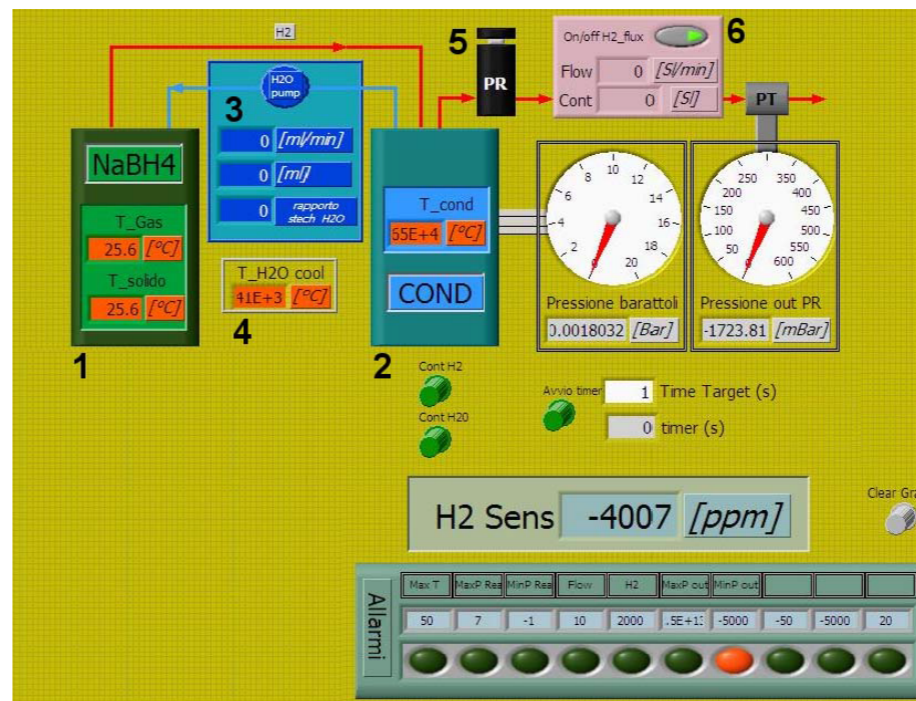 1
NaBH4
T_Gas
25.6 [°C]
T_solido
25.6 [°C]
H2
H2O
pump
3
0 [ml/min]
0 [ml]
0 rapporto
stech H2O
T_H2O cool
41E+3 [°C]
4
2
T_cond
65E+4 [°C]
COND
5
PR
On/off H2_flux
6
Flow 0 [Sl/min]
Cont 0 [Sl]
PT
0 2 4 6 8 10 12 14 16 18 20
Pressione barattoli
0.0018032 [Bar]
0 50 100 150 200 250 300 350 400 450 500 550 600
Pressione out PR
-1723.81 [mBar]
Cont H2
Cont H20
Avvio timer
1 Time Target (s)
0 timer (s)
H2 Sens -4007 [ppm]
Clear Gra
Allarmi
Max T MaxP Rea MinP Rea Flow H2 MaxP out MinP out
50 7 -1 10 2000 -5000 -50 -5000 20